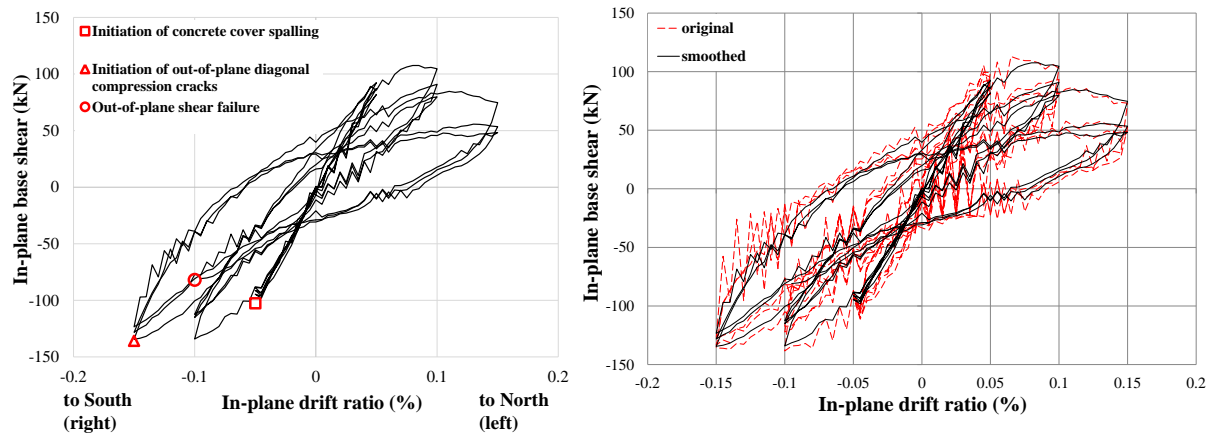 150
100
50
0
-50
-100
-150
-0.2
-0.1
0
0.1
0.2
In-plane base shear (kN)
Initiation of concrete cover spalling
Initiation of out-of-plane diagonal
compression cracks
Out-of-plane shear failure
to South
(right)
In-plane drift ratio (%)
to North
(left)
150
100
50
0
-50
-100
-150
-0.2
-0.15
-0.1
-0.05
0
0.05
0.1
0.15
0.2
In-plane base shear (kN)
original
smoothed
In-plane drift ratio (%)